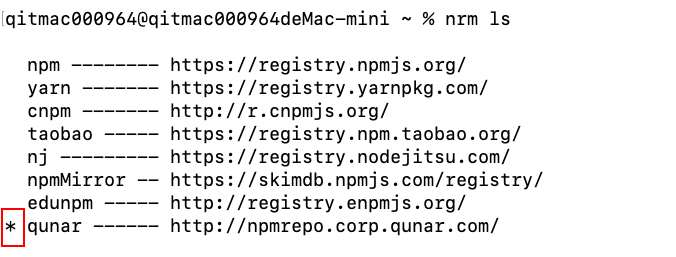 qitmac000964@qitmac000964deMac-mini ~ % nrm ls
npm -------- https://registry.npmjs.org/
yarn ------- https://registry.yarnpkg.com/
cnpm ------- http://r.cnpmjs.org/
taobao ----- https://registry.npm.taobao.org/
nj --------- https://registry.nodejitsu.com/
npmMirror -- https://skimdb.npmjs.com/registry/
edunpm ----- http://registry.enpmjs.org/
* qunar ------ http://npmrepo.corp.qunar.com/